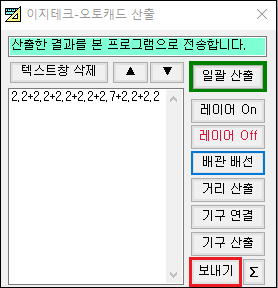 이지테크-오토캐드 산출
산출한 결과를 본 프로그램으로 전송합니다.
텍스트창 삭제 ▲ ▼ 일괄 산출
2,2+2,2+2,2+2,2+2,7+2,2+2,2
레이어 On
레이어 Off
배관 배선
거리 산출
기구 연결
기구 산출
보내기 Σ